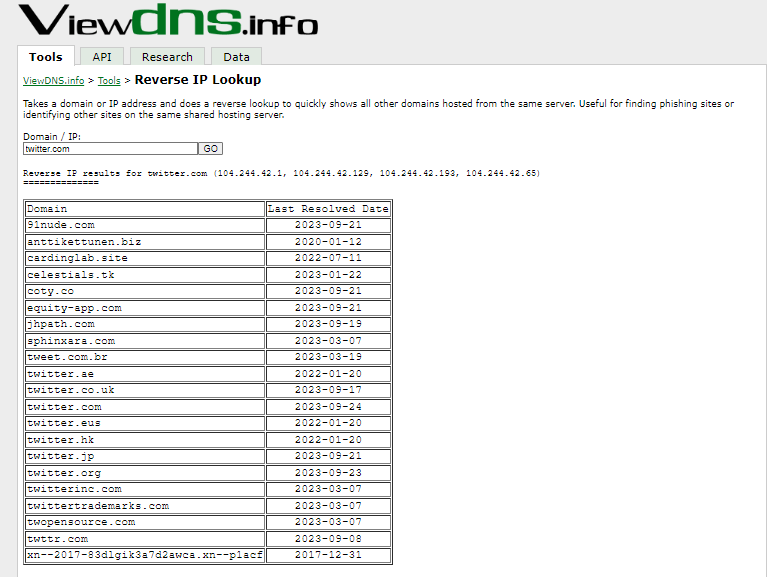 Viewdns.info
Tools API Research Data
ViewDNS.info > Tools > Reverse IP Lookup
Takes a domain or IP address and does a reverse lookup to quickly shows all other domains hosted from the same server. Useful for finding phishing sites or
identifying other sites on the same shared hosting server.
Domain / IP:
twitter.com GO
Reverse IP results for twitter.com (104.244.42.1, 104.244.42.129, 104.244.42.193, 104.244.42.65)
==============
Domain Last Resolved Date
91nude.com 2023-09-21
anttikettunen.biz 2020-01-12
cardinglab.site 2022-07-11
celestials.tk 2023-01-22
coty.co 2023-09-21
equity-app.com 2023-09-21
jhpath.com 2023-09-19
sphinxara.com 2023-03-07
tweet.com.br 2023-03-19
twitter.ae 2022-01-20
twitter.co.uk 2023-09-17
twitter.com 2023-09-24
twitter.eus 2022-01-20
twitter.hk 2022-01-20
twitter.jp 2023-09-21
twitter.org 2023-09-23
twitterinc.com 2023-03-07
twittertrademarks.com 2023-03-07
twopensource.com 2023-03-07
twttr.com 2023-09-08
xn--2017-83dlgik3a7d2awca.xn--p1acf 2017-12-31